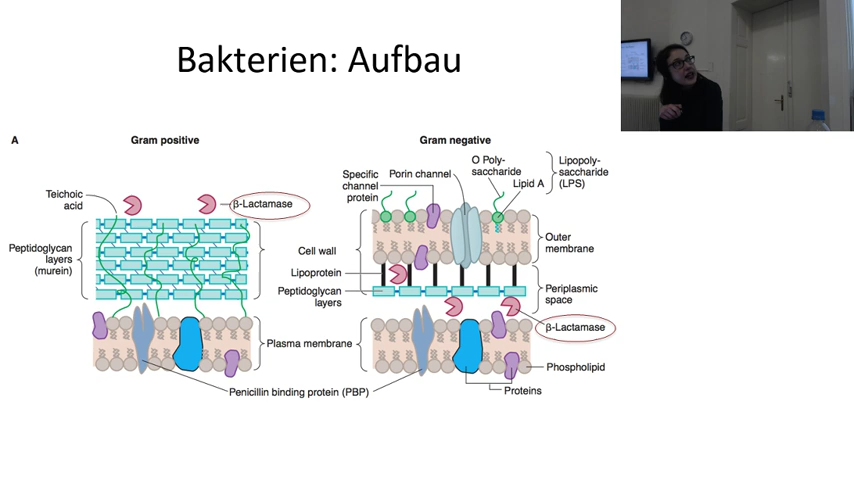 Bakterien: Aufbau
A
Gram positive
Gram negative
Teichoic
acid
β-Lactamase
Peptidoglycan
layers
(murein)
Specific
channel
protein
Porin channel
O Poly-
saccharide
Lipid A
Lipopoly-
saccharide
(LPS)
Cell wall
Outer
membrane
Lipoprotein
Peptidoglycan
layers
Periplasmic
space
β-Lactamase
Plasma membrane
Phospholipid
Penicillin binding protein (PBP)
Proteins